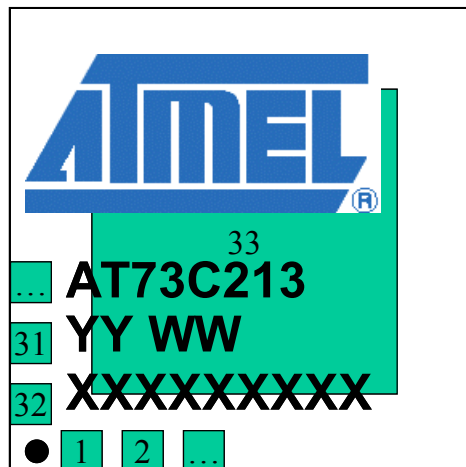 ATMEL
®
33
... AT73C213
31 YY WW
32 XXXXXXXXX
1 2 ...